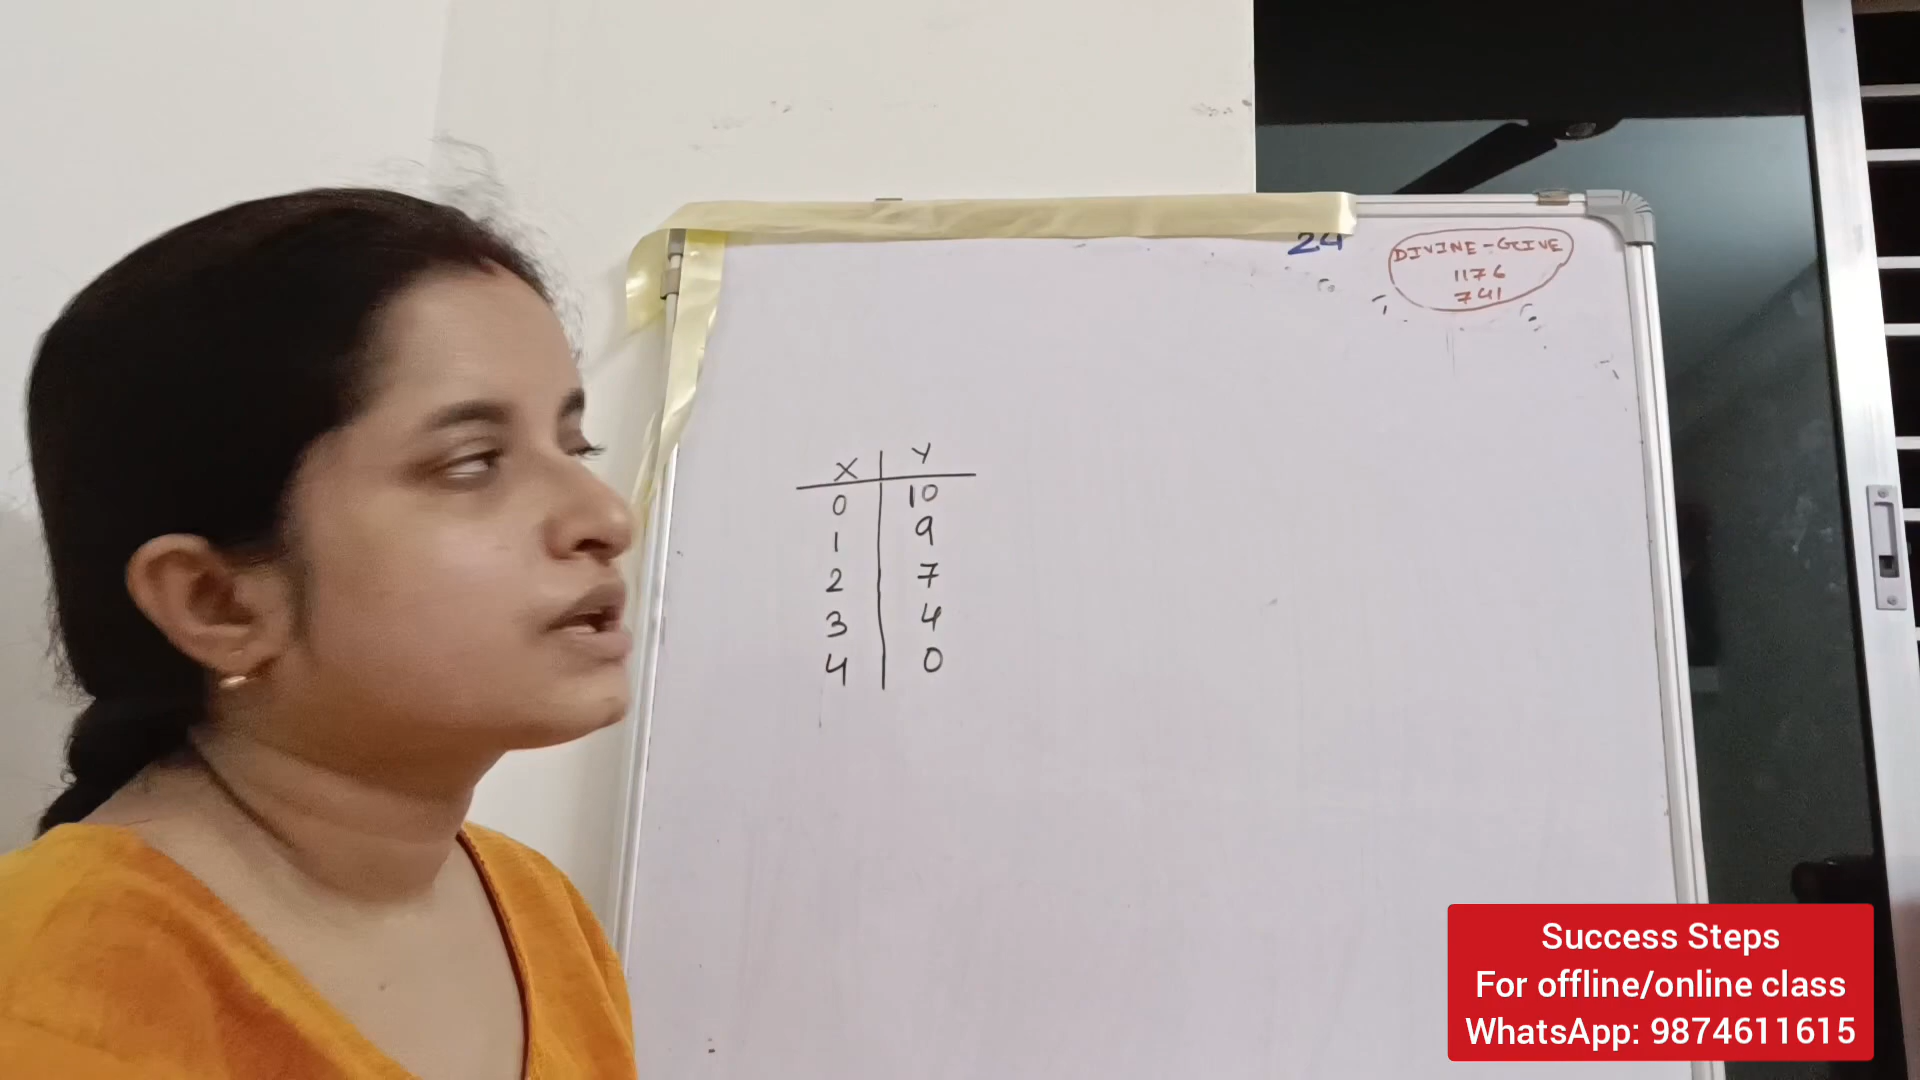 24
DIVINE-GCIVE
1176
741
X Y
0 10
1 9
2 7
3 4
4 0
Success Steps
For offline/online class
WhatsApp: 9874611615